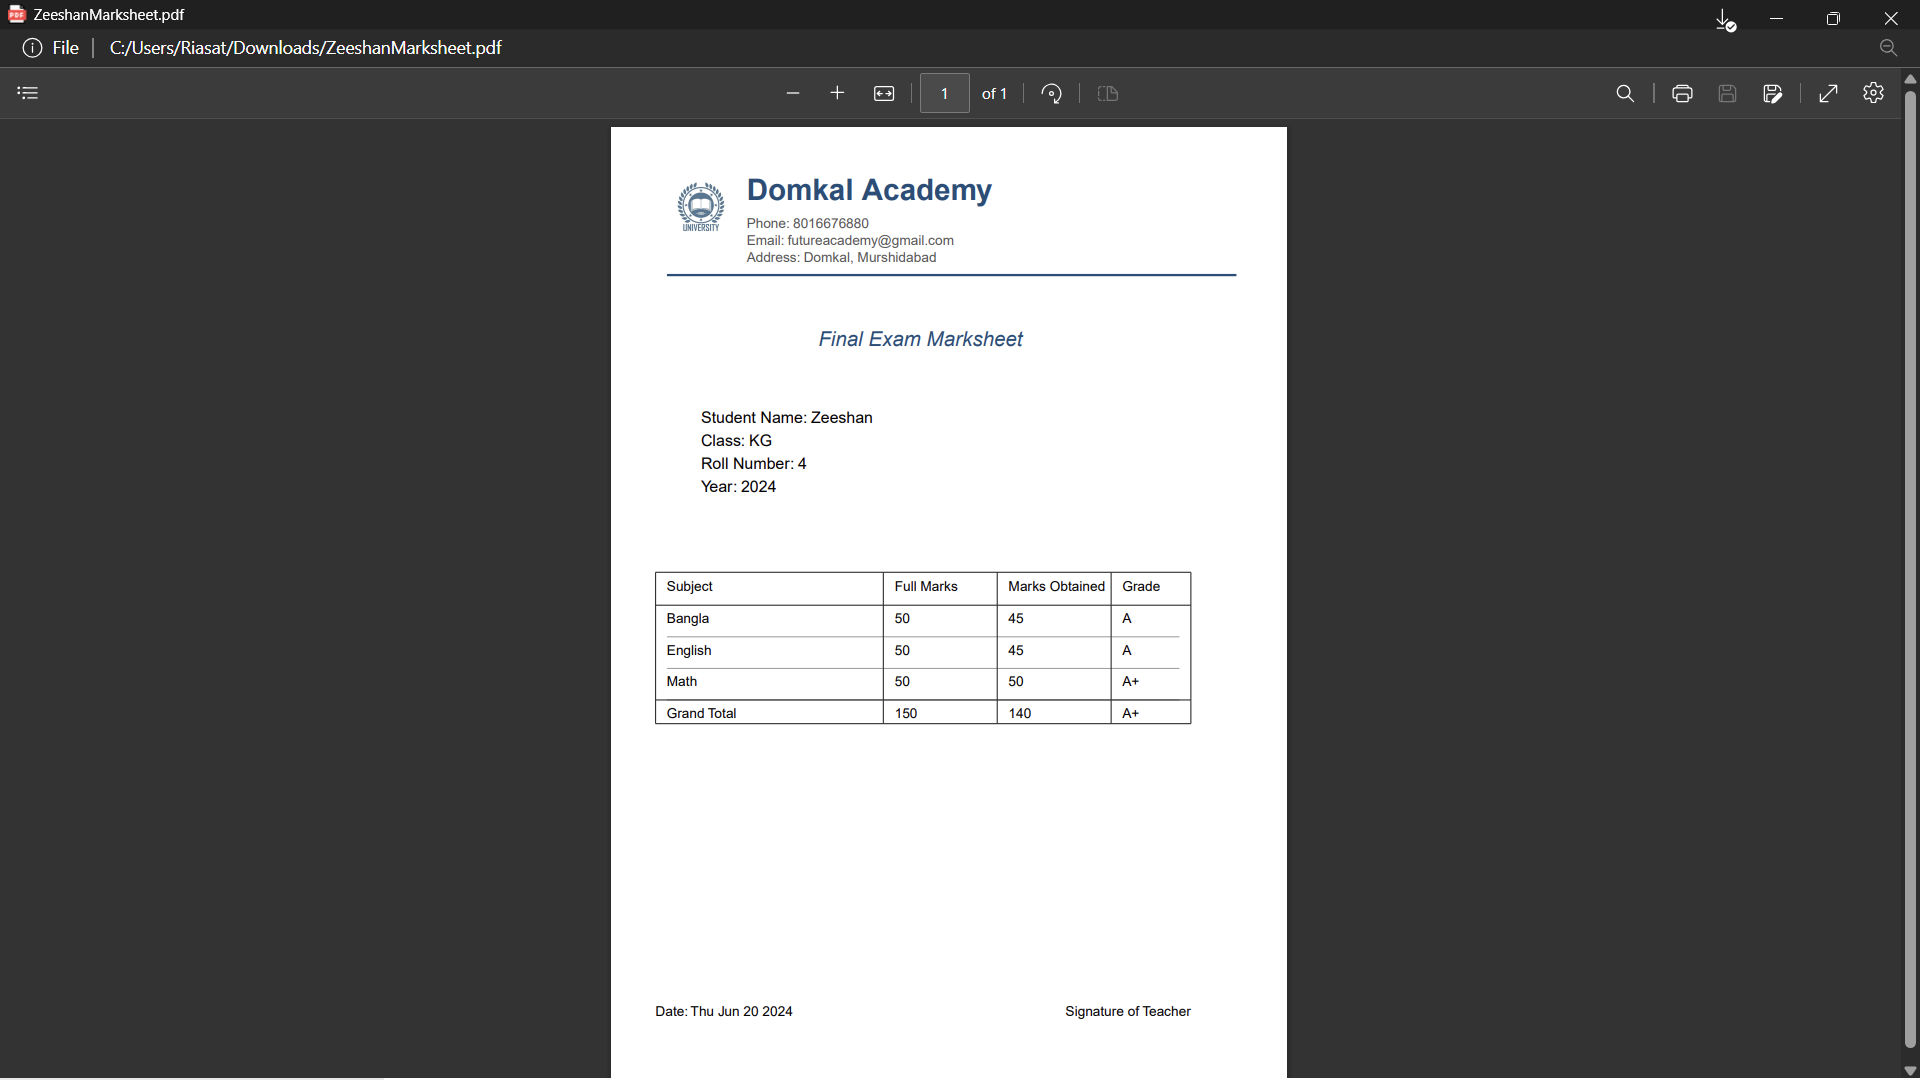 ZeeshanMarksheet.pdf
File C:/Users/Riasat/Downloads/ZeeshanMarksheet.pdf
1 of 1
Domkal Academy
UNIVERSITY
Phone: 8016676880
Email: futureacademy@gmail.com
Address: Domkal, Murshidabad
Final Exam Marksheet
Student Name: Zeeshan
Class: KG
Roll Number: 4
Year: 2024
Subject Full Marks Marks Obtained Grade
Bangla 50 45 A
English 50 45 A
Math 50 50 A+
Grand Total 150 140 A+
Date: Thu Jun 20 2024 Signature of Teacher